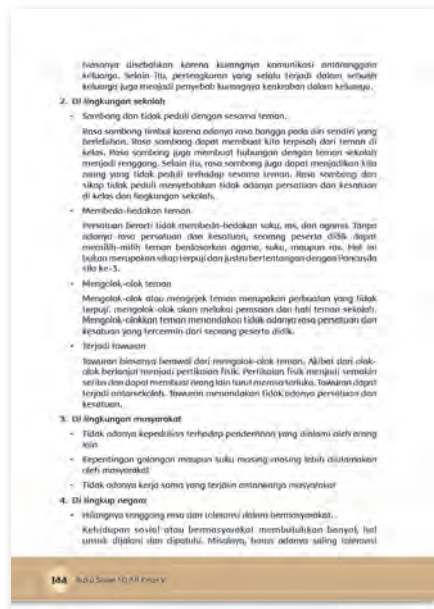 biasanya disebabkan karena kurangnya komunikasi antaranggota
keluarga. Selain itu, pertengkaran yang selalu terjadi dalam sebuah
keluarga juga menjadi penyebab kurangnya keakraban dalam keluarga.
2. Di lingkungan sekolah
- Sombong dan tidak peduli dengan sesama teman.
Rasa sombong timbul karena adanya rasa bangga pada diri sendiri yang
berlebihan. Rasa sombong dapat membuat kita terpisah dari teman di
kelas. Rasa sombong juga membuat hubungan dengan teman sekolah
menjadi renggang. Selain itu, rasa sombong juga dapat menjadikan kita
orang yang tidak peduli terhadap sesama teman. Rasa sombong dan
sikap tidak peduli menyebabkan tidak adanya persatuan dan kesatuan
di kelas dan lingkungan sekolah.
- Membeda-bedakan teman
Persatuan berarti tidak membeda-bedakan suku, ras, dan agama. Tanpa
adanya rasa persatuan dan kesatuan, seorang peserta didik dapat
memilih-milih teman berdasarkan agama, suku, maupun ras. Hal ini
bukan merupakan sikap terpuji dan justru bertentangan dengan Pancasila
sila ke-3.
- Mengolok-olok teman
Mengolok-olok atau mengejek teman merupakan perbuatan yang tidak
terpuji. mengolok-olok akan melukai perasaan dan hati teman sekolah.
Mengolok-olokkan teman menandakan tidak adanya rasa persatuan dan
kesatuan yang tercermin dari seorang peserta didik.
- Terjadi tawuran
Tawuran biasanya berawal dari mengolok-olok teman. Akibat dari olok-
olok berlanjut menjadi pertikaian fisik. Pertikaian fisik menjadi semakin
serius dan dapat membuat orang lain turut merasa terluka. Tawuran dapat
terjadi antarsekolah. Tawuran menandakan tidak adanya persatuan dan
kesatuan.
3. Di lingkungan masyarakat
- Tidak adanya kepedulian terhadap penderitaan yang dialami oleh orang
lain
- Kepentingan golongan maupun suku masing-masing lebih diutamakan
oleh masyarakat
- Tidak adanya kerja sama yang terjalin antarwarga masyarakat
4. Di lingkup negara
- Hilangnya tenggang rasa dan toleransi dalam bermasyarakat.
Kehidupan sosial atau bermasyarakat membutuhkan banyak hal
untuk dijalani dan dipatuhi. Misalnya, harus adanya saling toleransi
144 Buku Siswa SD/MI Kelas V